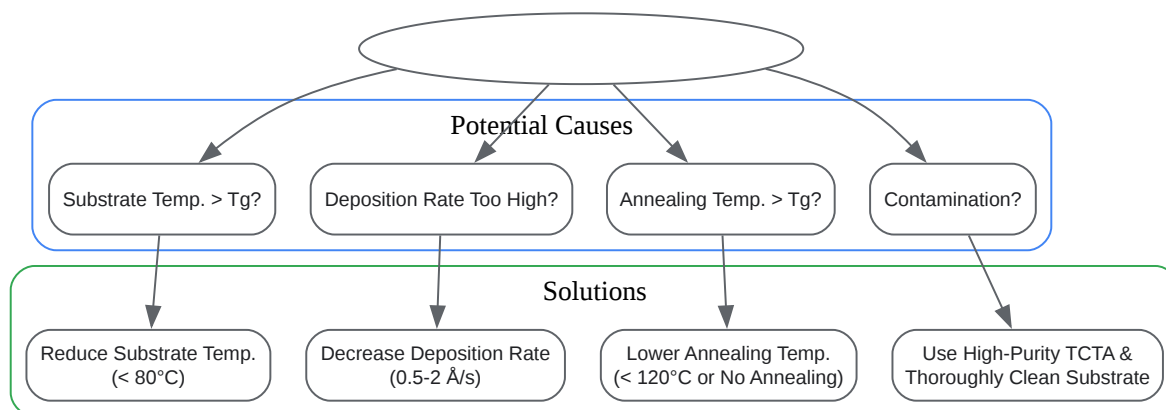 Potential Causes
Substrate Temp. > Tg?
Deposition Rate Too High?
Annealing Temp. > Tg?
Contamination?
Solutions
Reduce Substrate Temp.
(< 80°C)
Decrease Deposition Rate
(0.5-2 Å/s)
Lower Annealing Temp.
(< 120°C or No Annealing)
Use High-Purity TCTA &
Thoroughly Clean Substrate